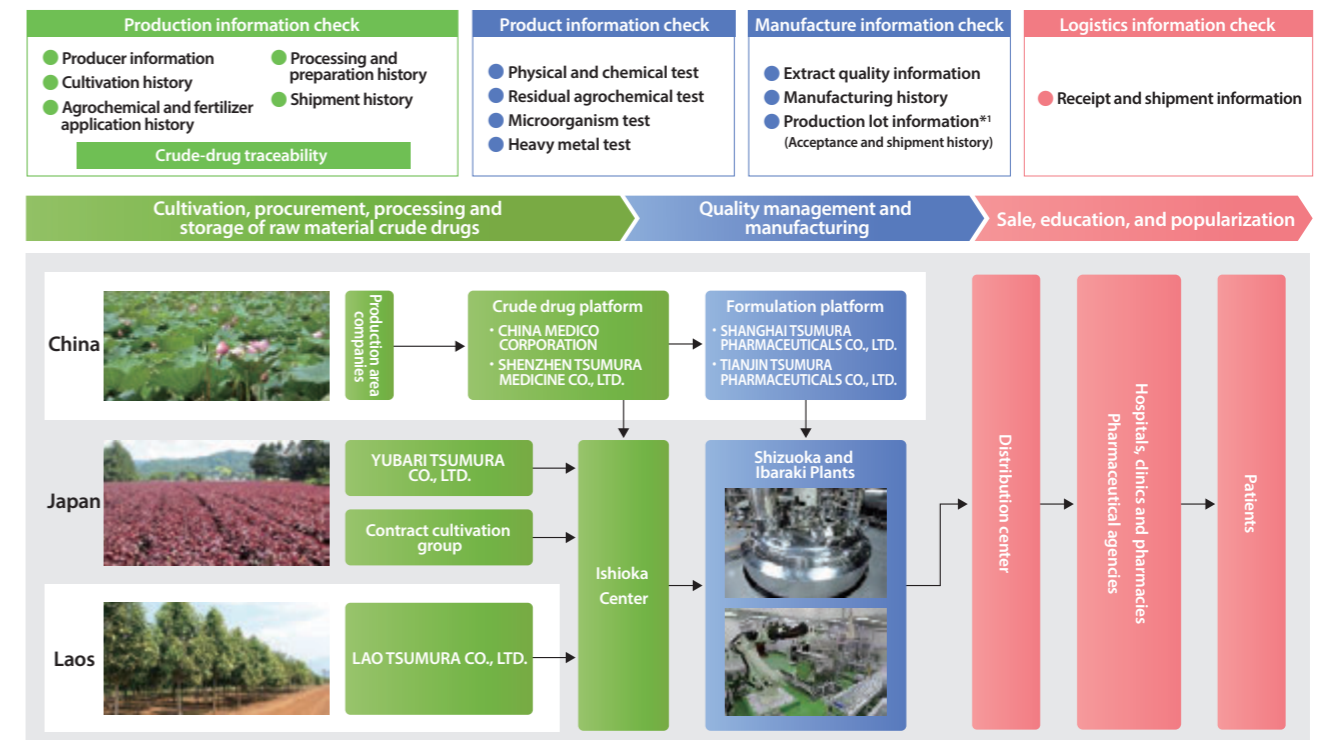 Production information check
Producer information
Cultivation history
Agrochemical and fertilizer
application history
Processing and
preparation history
Shipment history
Crude-drug traceability
Product information check
Physical and chemical test
Residual agrochemical test
Microorganism test
Heavy metal test
Manufacture information check
Extract quality information
Manufacturing history
Production lot information*1
(Acceptance and shipment history)
Logistics information check
Receipt and shipment information
Cultivation, procurement, processing and
storage of raw material crude drugs
Quality management and
manufacturing
Sale, education, and popularization
China
Production area
companies
Crude drug platform
・CHINA MEDICO
CORPORATION
・SHENZHEN TSUMURA
MEDICINE CO., LTD.
Formulation platform
・SHANGHAI TSUMURA
PHARMACEUTICALS CO., LTD.
・TIANJIN TSUMURA
PHARMACEUTICALS CO., LTD.
Japan
YUBARI TSUMURA
CO., LTD.
Contract cultivation
group
Laos
LAO TSUMURA CO., LTD.
Ishioka
Center
Shizuoka and
Ibaraki Plants
Distribution center
Hospitals, clinics and pharmacies
Pharmaceutical agencies
Patients